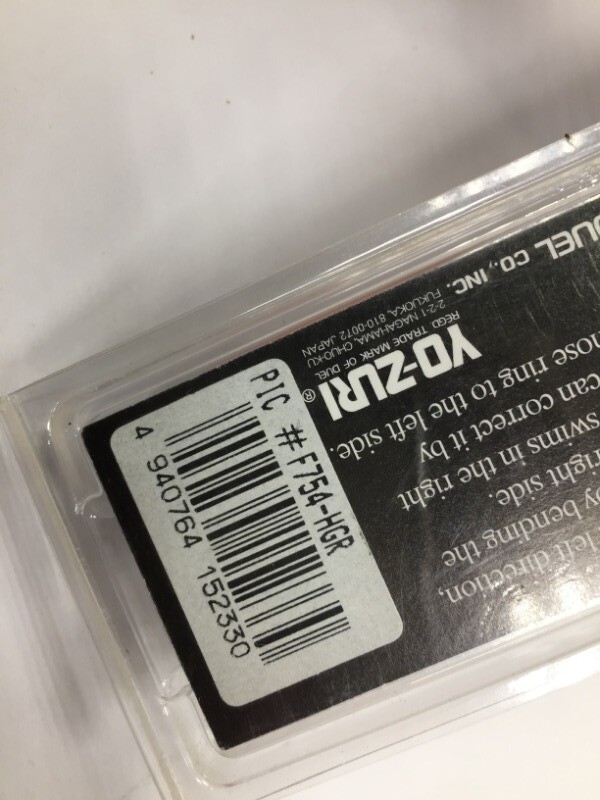 PIC # F754-HGR
4 940764 152330
left direction,
by bending the
right side.
swims in the right
can correct it by
nose ring to the left side.
YO-ZURI®
REGD TRADE MARK OF DUEL
2-2-1 NAGAHAMA, CHUO-KU
FUKUOKA, 810-0072 JAPAN
DUEL CO., INC.